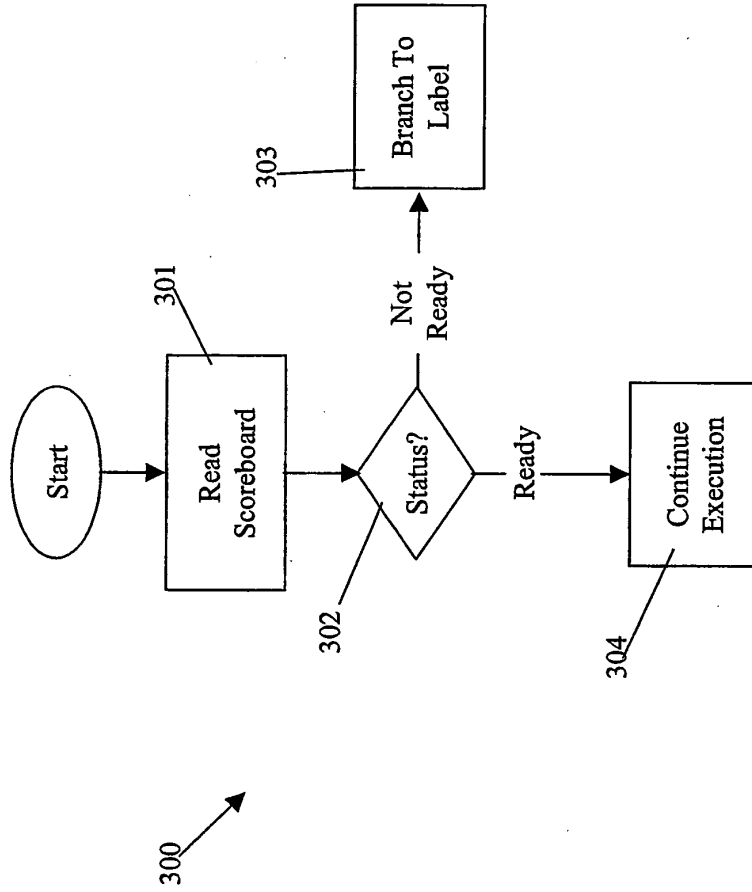 300
Start
301
Read
Scoreboard
302
Status?
Not
Ready
303
Branch To
Label
Ready
304
Continue
Execution